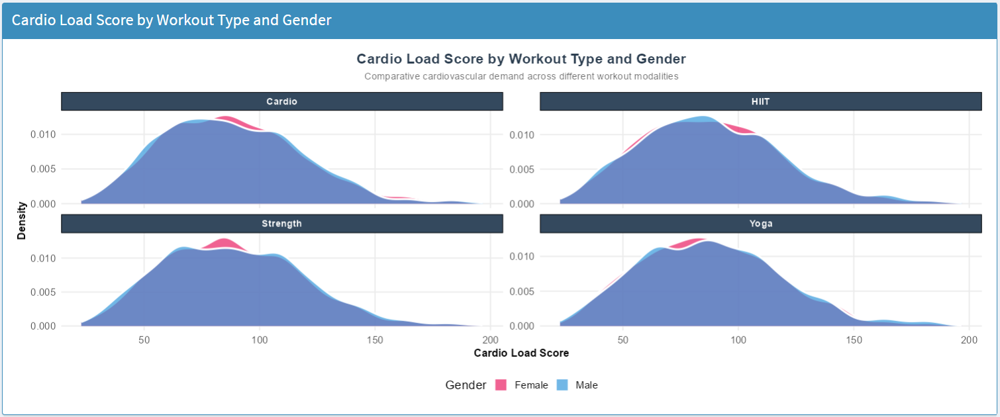 Cardio Load Score by Workout Type and Gender
Cardio Load Score by Workout Type and Gender
Comparative cardiovascular demand across different workout modalities
Cardio
HIIT
0.010
0.005
0.000
0.010
0.005
0.000
Strength
Yoga
0.010
0.005
0.000
0.010
0.005
0.000
Density
50 100 150 200
50 100 150 200
Cardio Load Score
Gender Female Male